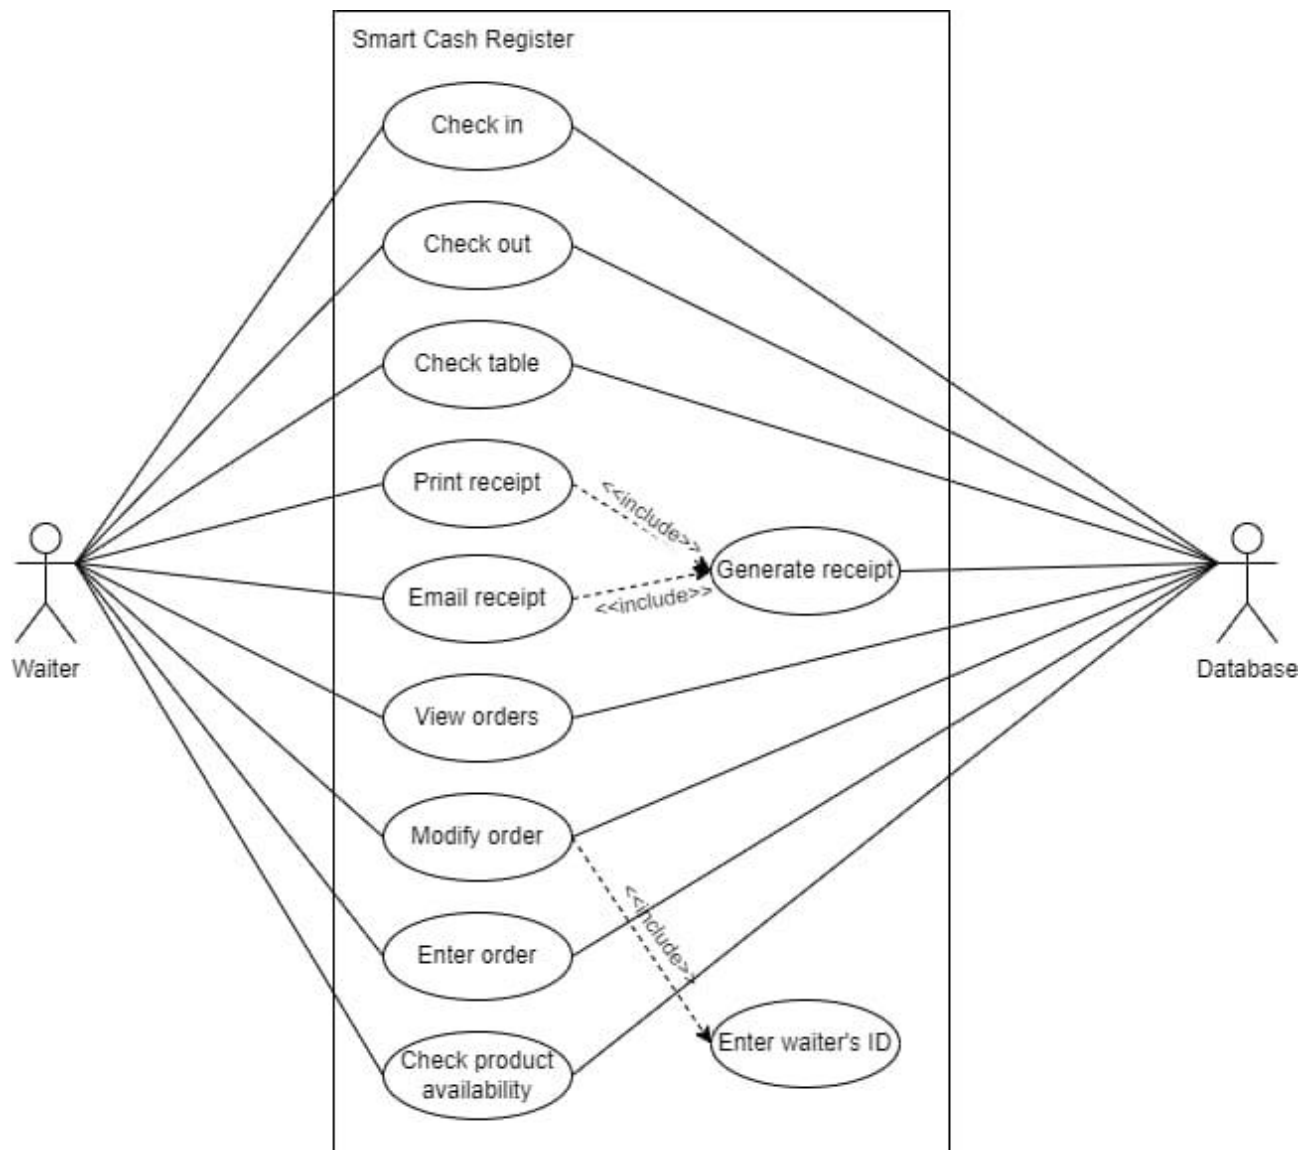 Smart Cash Register
Check in
Check out
Check table
Print receipt
<<include>>
Generate receipt
Email receipt
<<include>>
Waiter
Database
View orders
Modify order
<<include>>
Enter order
Enter waiter's ID
Check product
availability